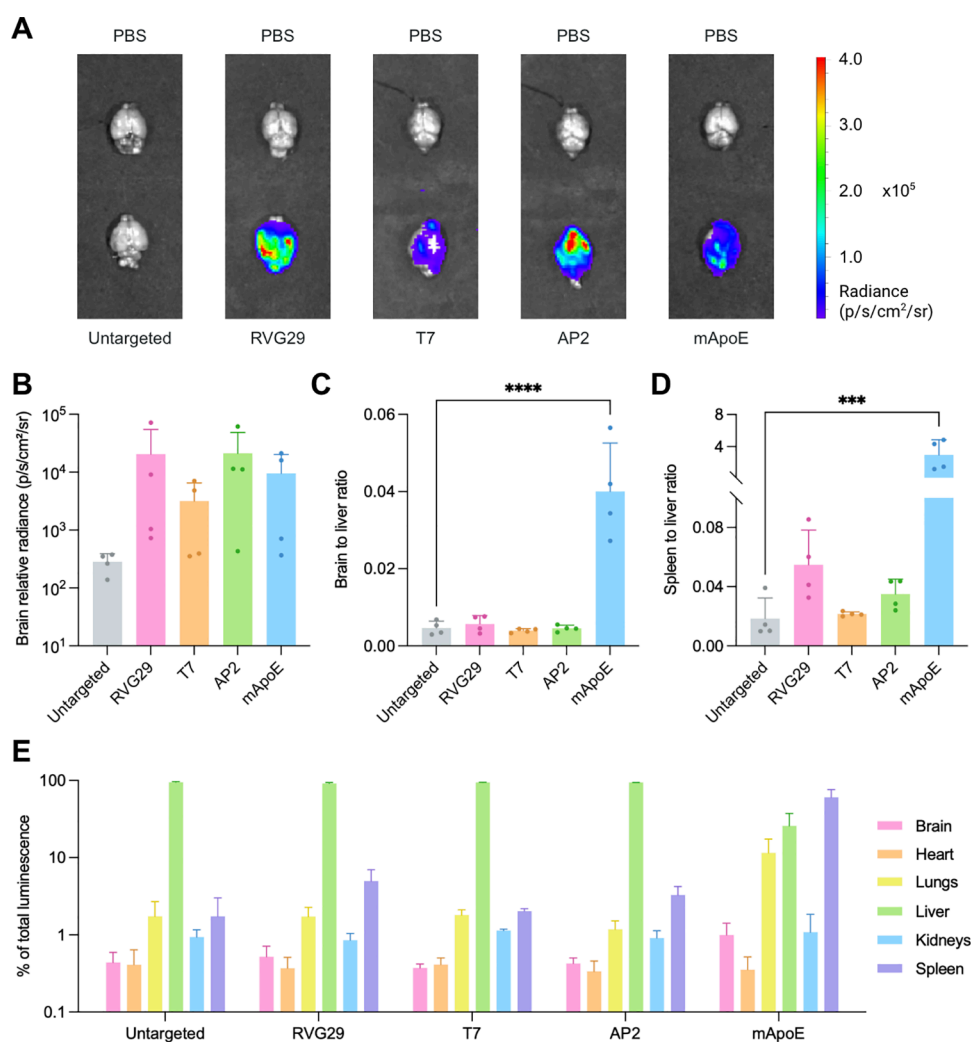 A
PBS PBS PBS PBS PBS
4.0
3.0
2.0 x10⁵
1.0
Radiance
(p/s/cm²/sr)
Untargeted RVG29 T7 AP2 mApoE
B
Brain relative radiance (p/s/cm²/sr)
10⁵
10⁴
10³
10²
10¹
Untargeted
RVG29
T7
AP2
mApoE
C
****
Brain to liver ratio
0.06
0.04
0.02
0.00
Untargeted
RVG29
T7
AP2
mApoE
D
***
Spleen to liver ratio
8
4
0.08
0.04
0.00
Untargeted
RVG29
T7
AP2
mApoE
E
% of total luminescence
100
10
1
0.1
Untargeted RVG29 T7 AP2 mApoE
Brain
Heart
Lungs
Liver
Kidneys
Spleen